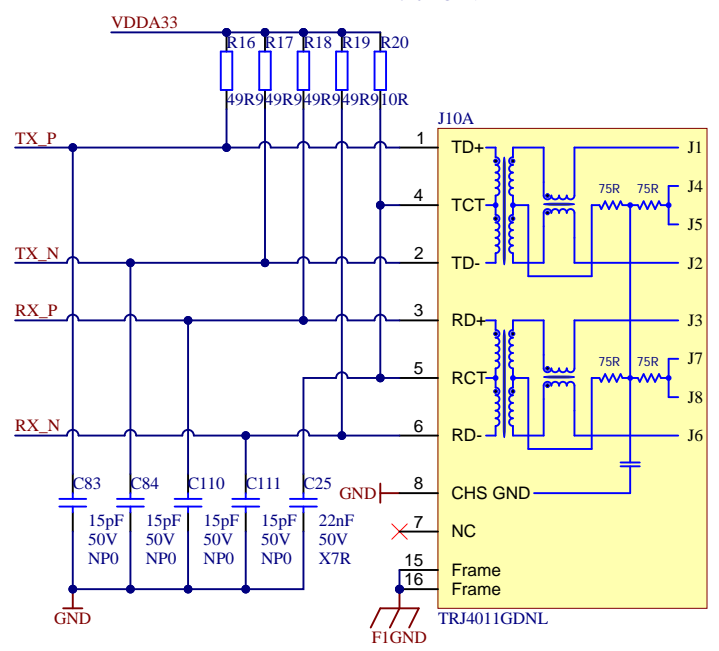 VDDA33
R16 R17 R18 R19 R20
49R9 49R9 49R9 49R9 10R
J10A
TX_P 1 TD+ J1
J4
75R 75R
4 TCT
J5
TX_N 2 TD- J2
RX_P 3 RD+ J3
J7
75R 75R
5 RCT
J8
RX_N 6 RD- J6
C83 C84 C110 C111 C25
GND 8 CHS GND
15pF 15pF 15pF 15pF 22nF
50V 50V 50V 50V 50V
NP0 NP0 NP0 NP0 X7R
7 NC
15 Frame
16 Frame
GND
F1GND
TRJ4011GDNL